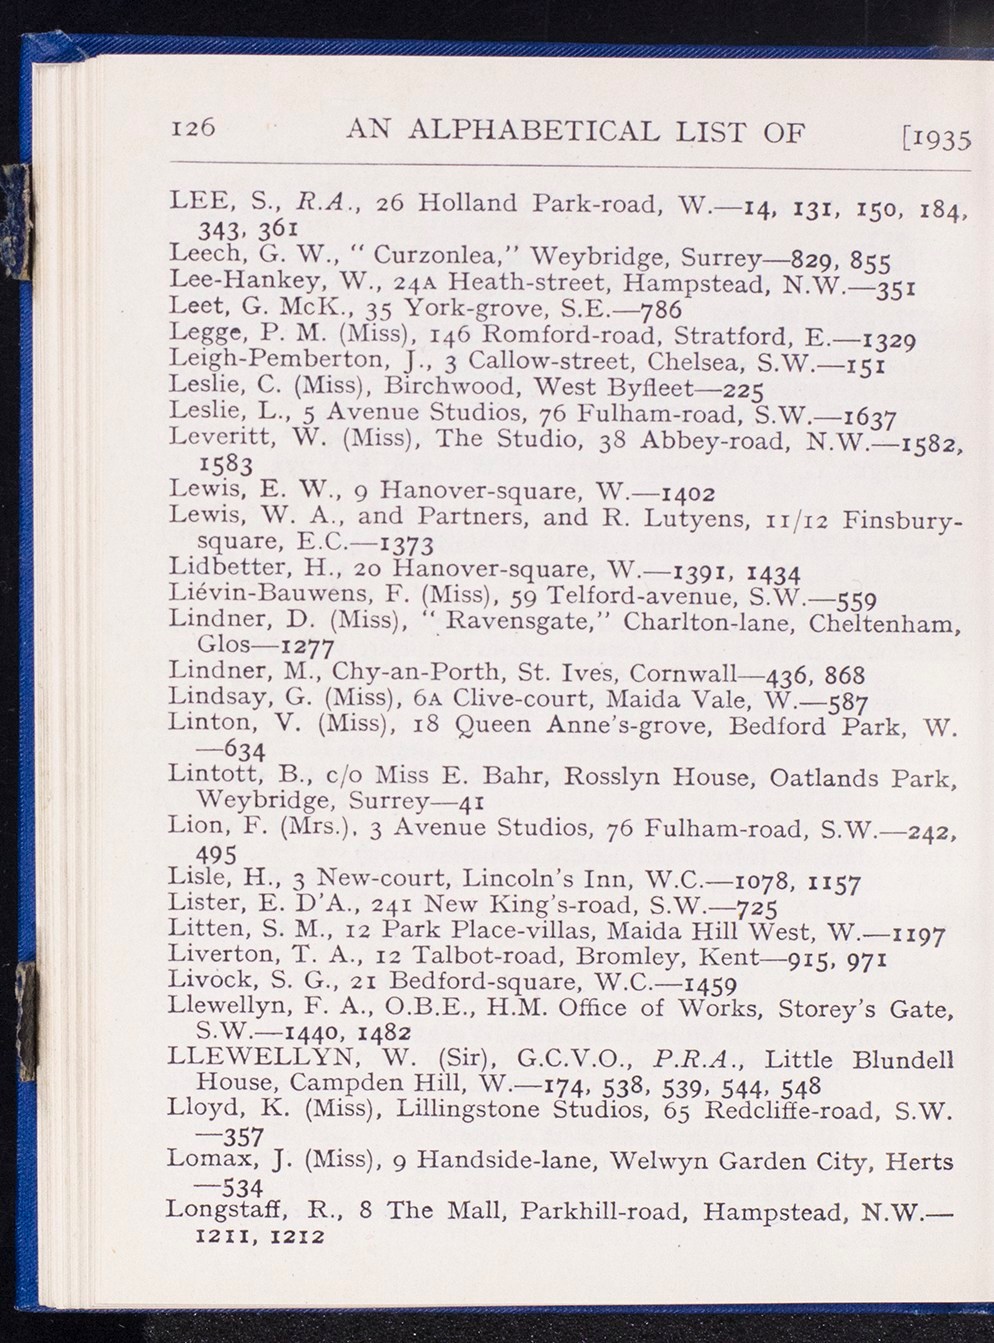 126 AN ALPHABETICAL LIST OF [1935
LEE, S., R.A., 26 Holland Park-road, W.—14, 131, 150, 184,
343, 361
Leech, G. W., “ Curzonlea,” Weybridge, Surrey—829, 855
Lee-Hankey, W., 24A Heath-street, Hampstead, N.W.—351
Leet, G. McK., 35 York-grove, S.E.—786
Legge, P. M. (Miss), 146 Romford-road, Stratford, E.—1329
Leigh-Pemberton, J., 3 Callow-street, Chelsea, S.W.—151
Leslie, C. (Miss), Birchwood, West Byfleet—225
Leslie, L., 5 Avenue Studios, 76 Fulham-road, S.W.—1637
Leveritt, W. (Miss), The Studio, 38 Abbey-road, N.W.—1582,
1583
Lewis, E. W., 9 Hanover-square, W.—1402
Lewis, W. A., and Partners, and R. Lutyens, 11/12 Finsbury-
square, E.C.—1373
Lidbetter, H., 20 Hanover-square, W.—1391, 1434
Liévin-Bauwens, F. (Miss), 59 Telford-avenue, S.W.—559
Lindner, D. (Miss), “ Ravensgate,” Charlton-lane, Cheltenham,
Glos—1277
Lindner, M., Chy-an-Porth, St. Ives, Cornwall—436, 868
Lindsay, G. (Miss), 6A Clive-court, Maida Vale, W.—587
Linton, V. (Miss), 18 Queen Anne’s-grove, Bedford Park, W.
—634
Lintott, B., c/o Miss E. Bahr, Rosslyn House, Oatlands Park,
Weybridge, Surrey—41
Lion, F. (Mrs.), 3 Avenue Studios, 76 Fulham-road, S.W.—242,
495
Lisle, H., 3 New-court, Lincoln’s Inn, W.C.—1078, 1157
Lister, E. D’A., 241 New King’s-road, S.W.—725
Litten, S. M., 12 Park Place-villas, Maida Hill West, W.—1197
Liverton, T. A., 12 Talbot-road, Bromley, Kent—915, 971
Livock, S. G., 21 Bedford-square, W.C.—1459
Llewellyn, F. A., O.B.E., H.M. Office of Works, Storey’s Gate,
S.W.—1440, 1482
LLEWELLYN, W. (Sir), G.C.V.O., P.R.A., Little Blundell
House, Campden Hill, W.—174, 538, 539, 544, 548
Lloyd, K. (Miss), Lillingstone Studios, 65 Redcliffe-road, S.W.
—357
Lomax, J. (Miss), 9 Handside-lane, Welwyn Garden City, Herts
—534
Longstaff, R., 8 The Mall, Parkhill-road, Hampstead, N.W.—
1211, 1212